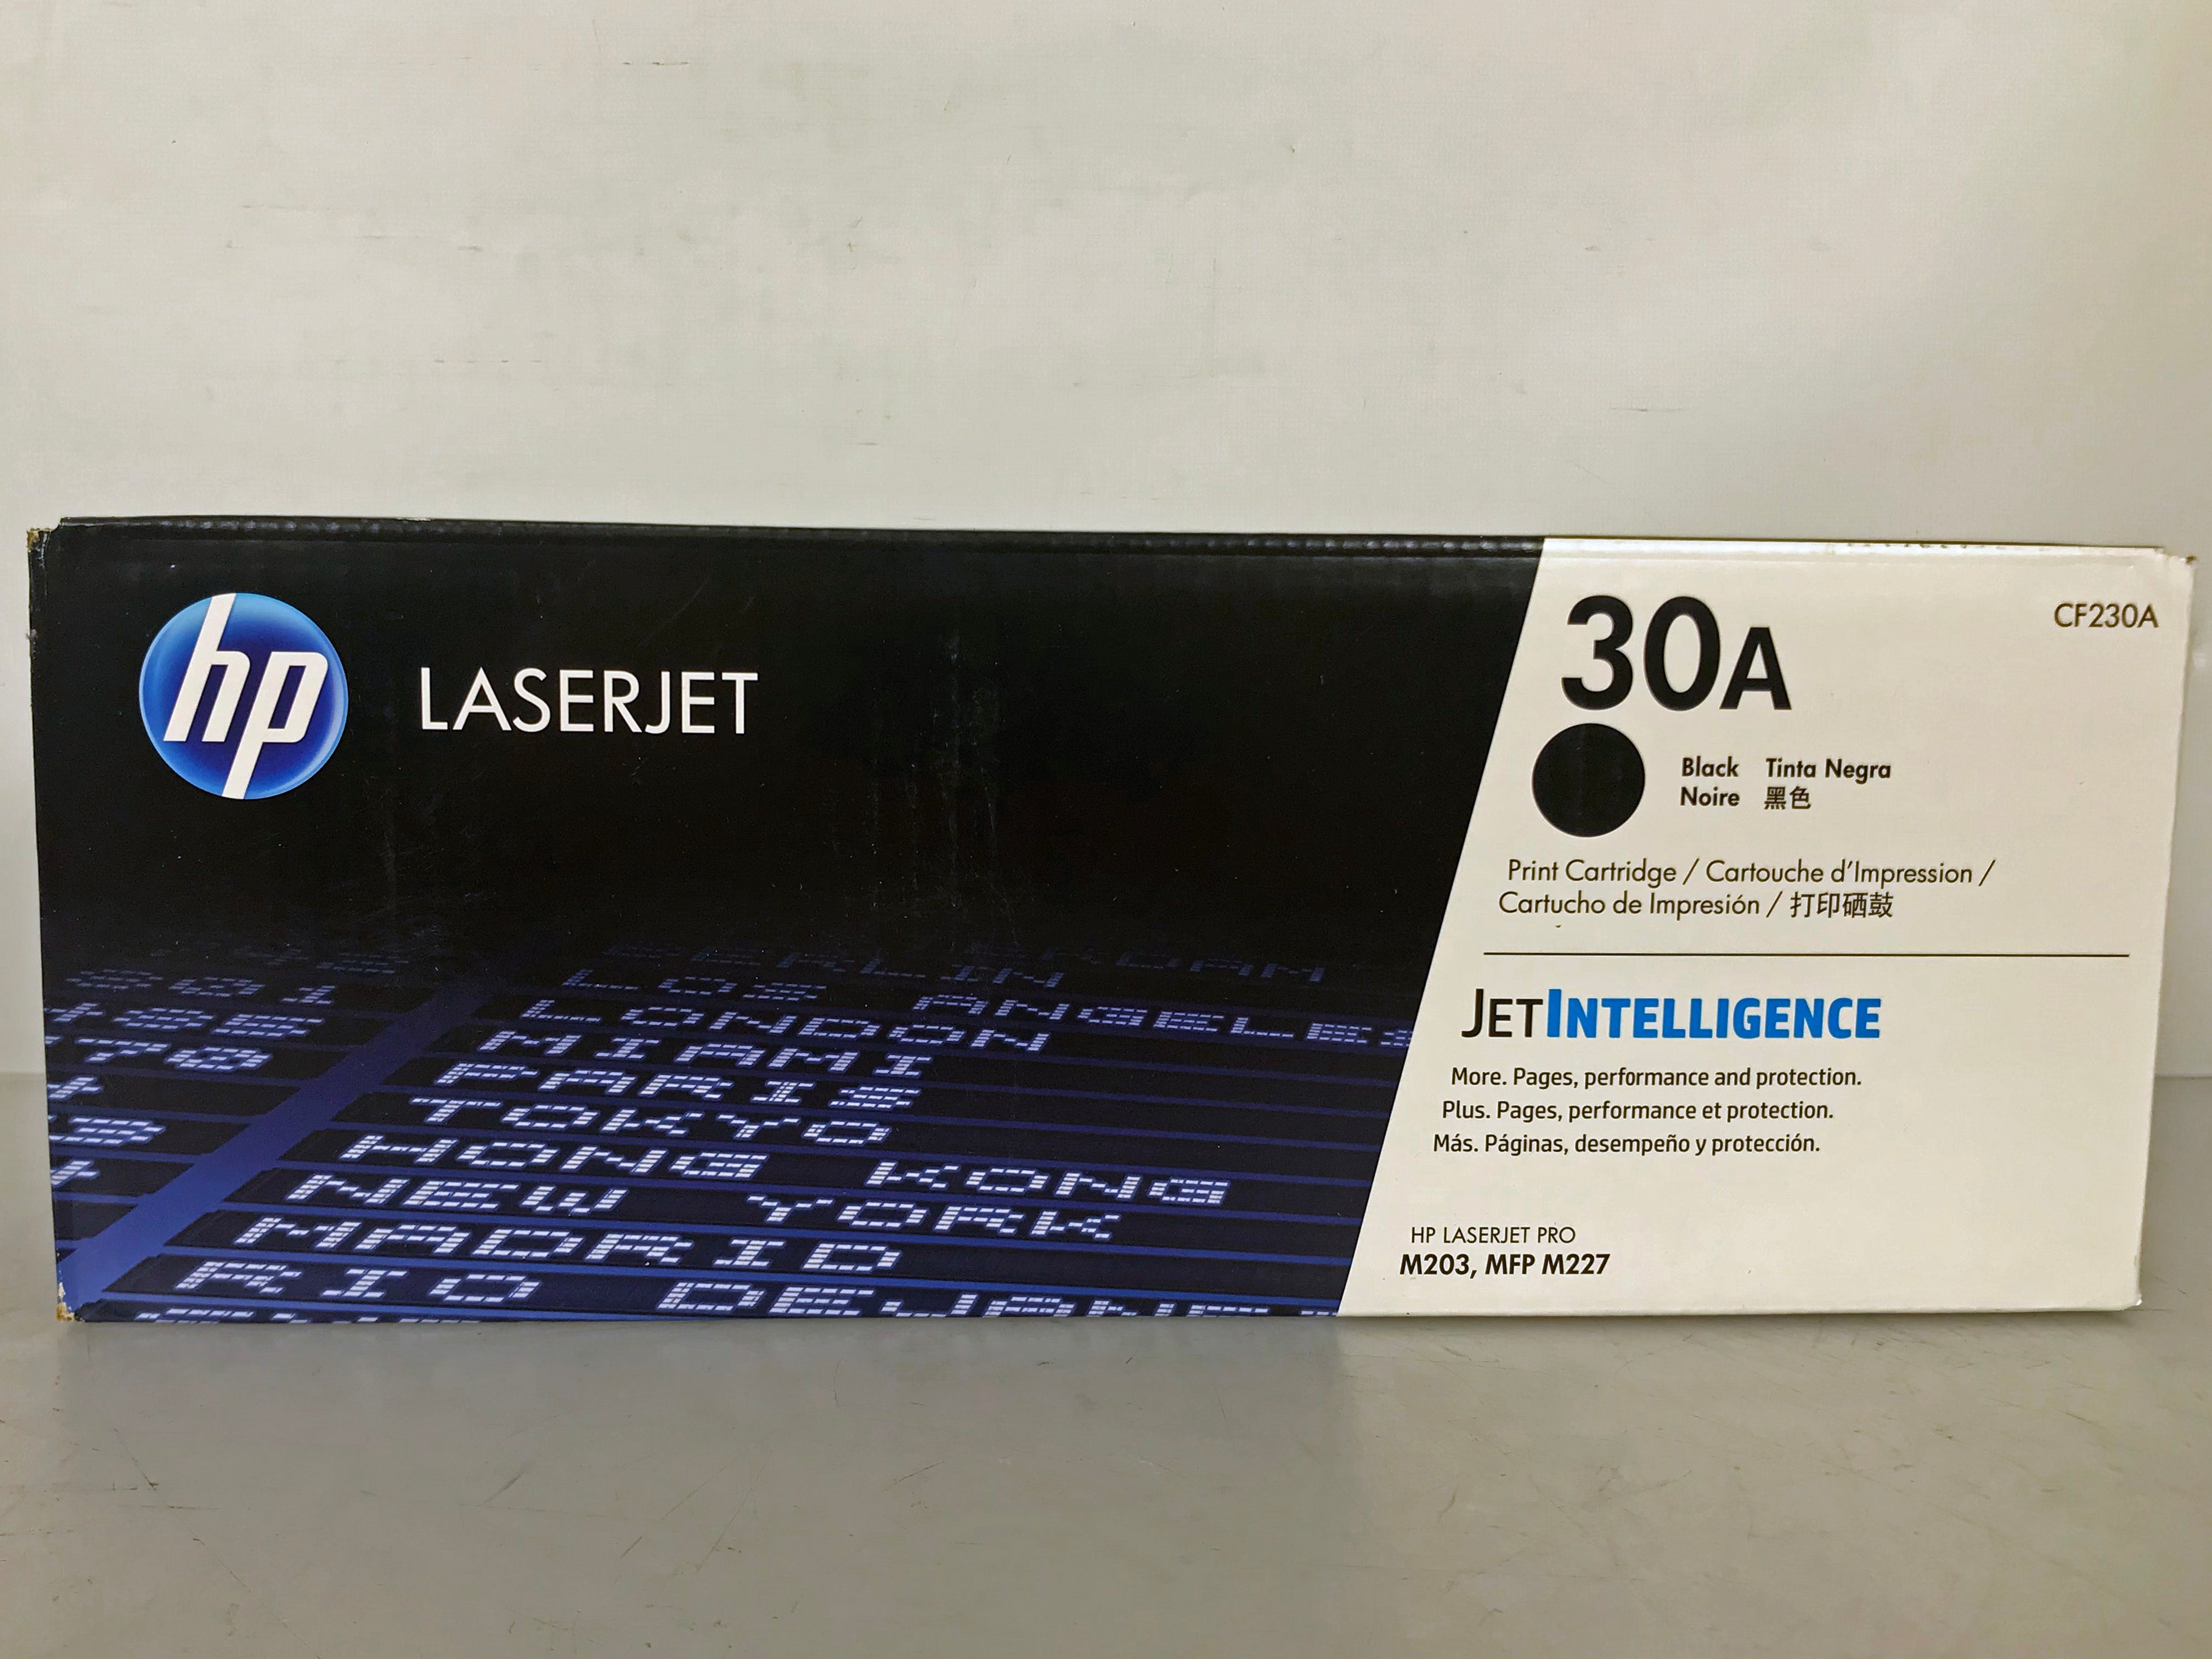 hp
LASERJET
30A
CF230A
Black Tinta Negra
Noire 黑色
Print Cartridge / Cartouche d'Impression /
Cartucho de Impresión / 打印硒鼓
JETINTELLIGENCE
More. Pages, performance and protection.
Plus. Pages, performance et protection.
Más. Páginas, desempeño y protección.
HP LASERJET PRO
M203, MFP M227
LOS ANGELES
LONDON
MIAMI
PARIS
TOKYO
HONG KONG
NEW YORK
MADRID
RIO